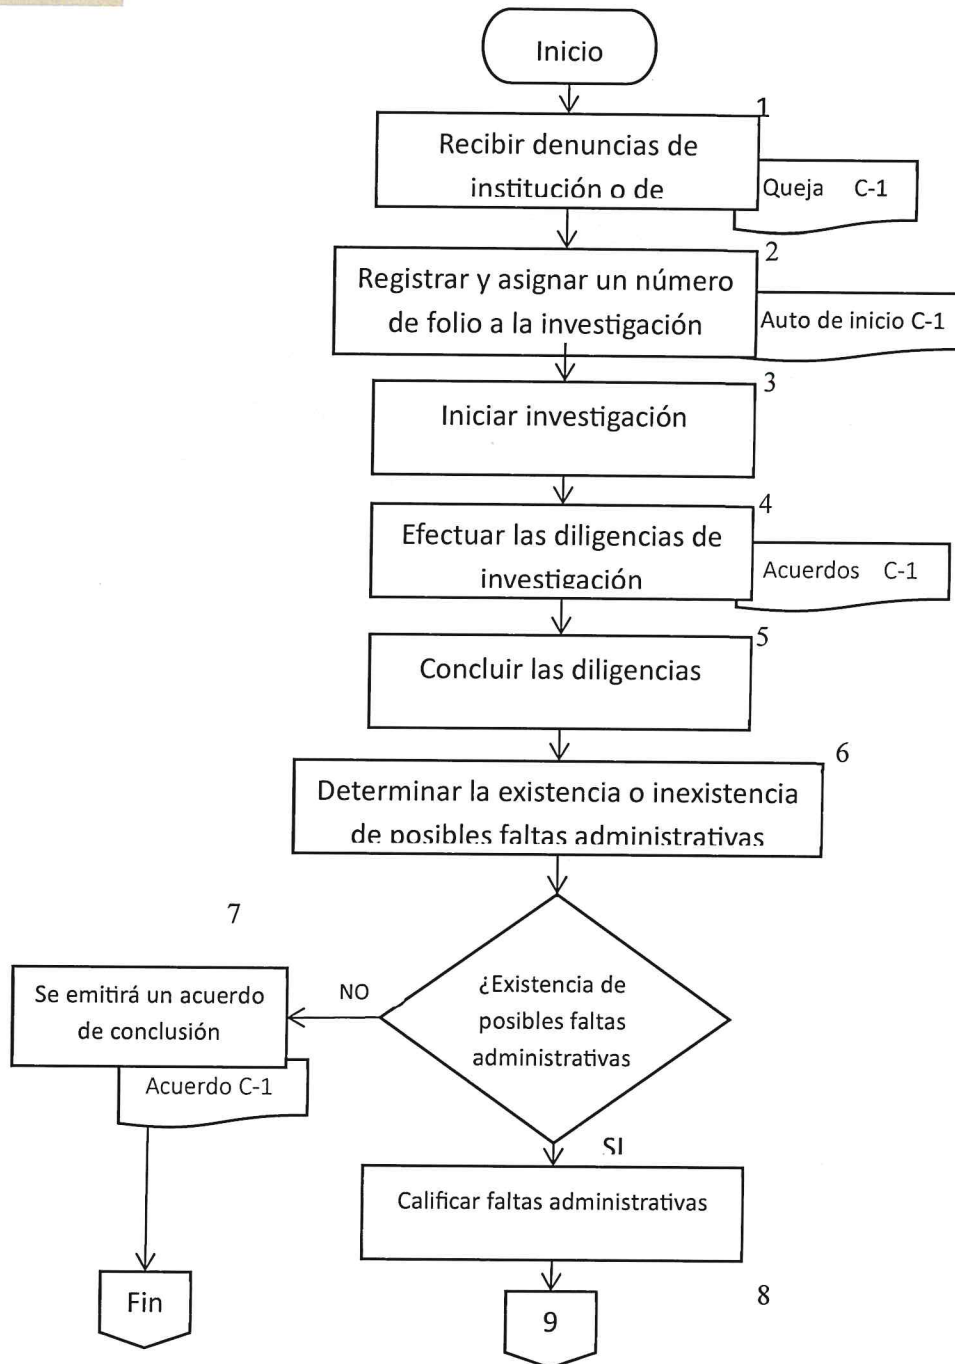 Inicio
1
Recibir denuncias de
institución o de
Queja C-1
2
Registrar y asignar un número
de folio a la investigación
Auto de inicio C-1
3
Iniciar investigación
4
Efectuar las diligencias de
investigación
Acuerdos C-1
5
Concluir las diligencias
6
Determinar la existencia o inexistencia
de posibles faltas administrativas
7
¿Existencia de
posibles faltas
administrativas
NO
Se emitirá un acuerdo
de conclusión
Acuerdo C-1
SI
Calificar faltas administrativas
8
Fin
9